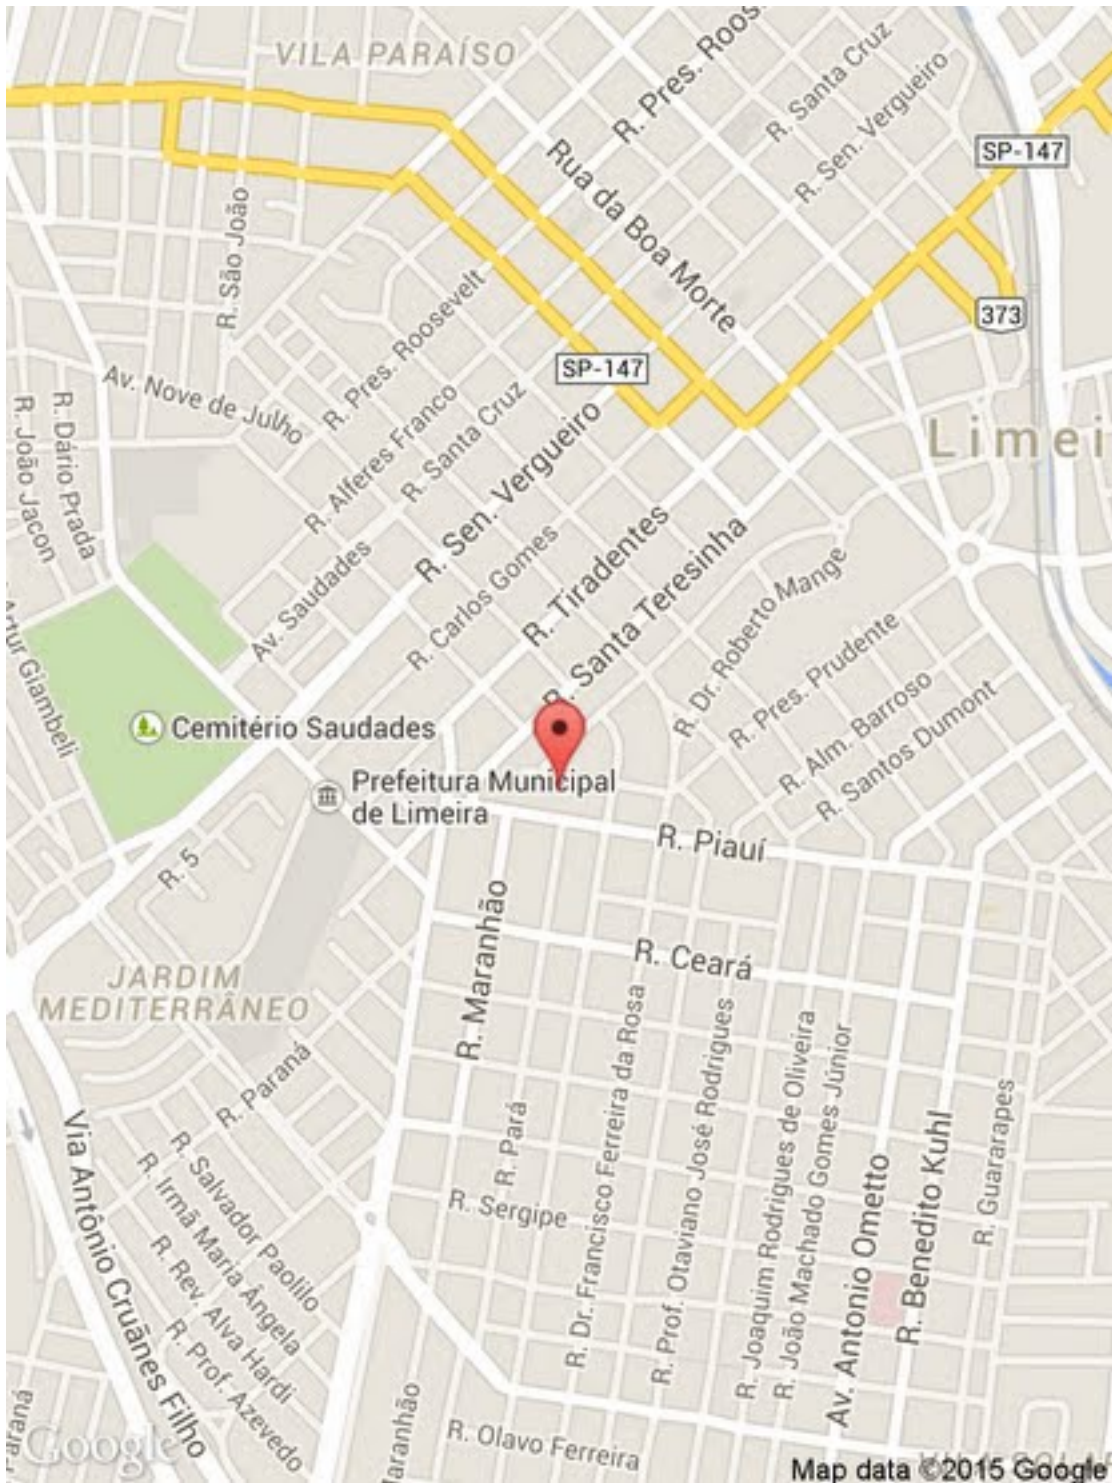 VILA PARAÍSO
R. Pres. Roos
R. Santa Cruz
R. Sen. Vergueiro
SP-147
Rua da Boa Morte
R. São João
373
R. Pres. Roosevelt
SP-147
Av. Nove de Julho
R. Alferes Franco
R. Santa Cruz
R. Dário Prada
R. João Jacon
Limei
R. Sen. Vergueiro
R. Carlos Gomes
R. Tiradentes
R. Santa Teresinha
Av. Saudades
R. Dr. Roberto Mange
R. Pres. Prudente
R. Alm. Barroso
R. Santos Dumont
Artur Giambeli
Cemitério Saudades
Prefeitura Municipal
de Limeira
R. Piauí
R. 5
R. Maranhão
R. Ceará
JARDIM
MEDITERRÂNEO
R. Paraná
R. Pará
R. Sergipe
R. Dr. Francisco Ferreira da Rosa
R. Prof. Otaviano José Rodrigues
R. Joaquim Rodrigues de Oliveira
R. João Machado Gomes Júnior
Av. Antonio Ometto
R. Benedito Kuhl
R. Guararapes
Via Antônio Cruãnes Filho
R. Salvador Paolilo
R. Irmã Maria Ângela
R. Rev. Alva Hardi
R. Prof. Azevedo
Paraná
Maranhão
R. Olavo Ferreira
Google
Map data ©2015 Google